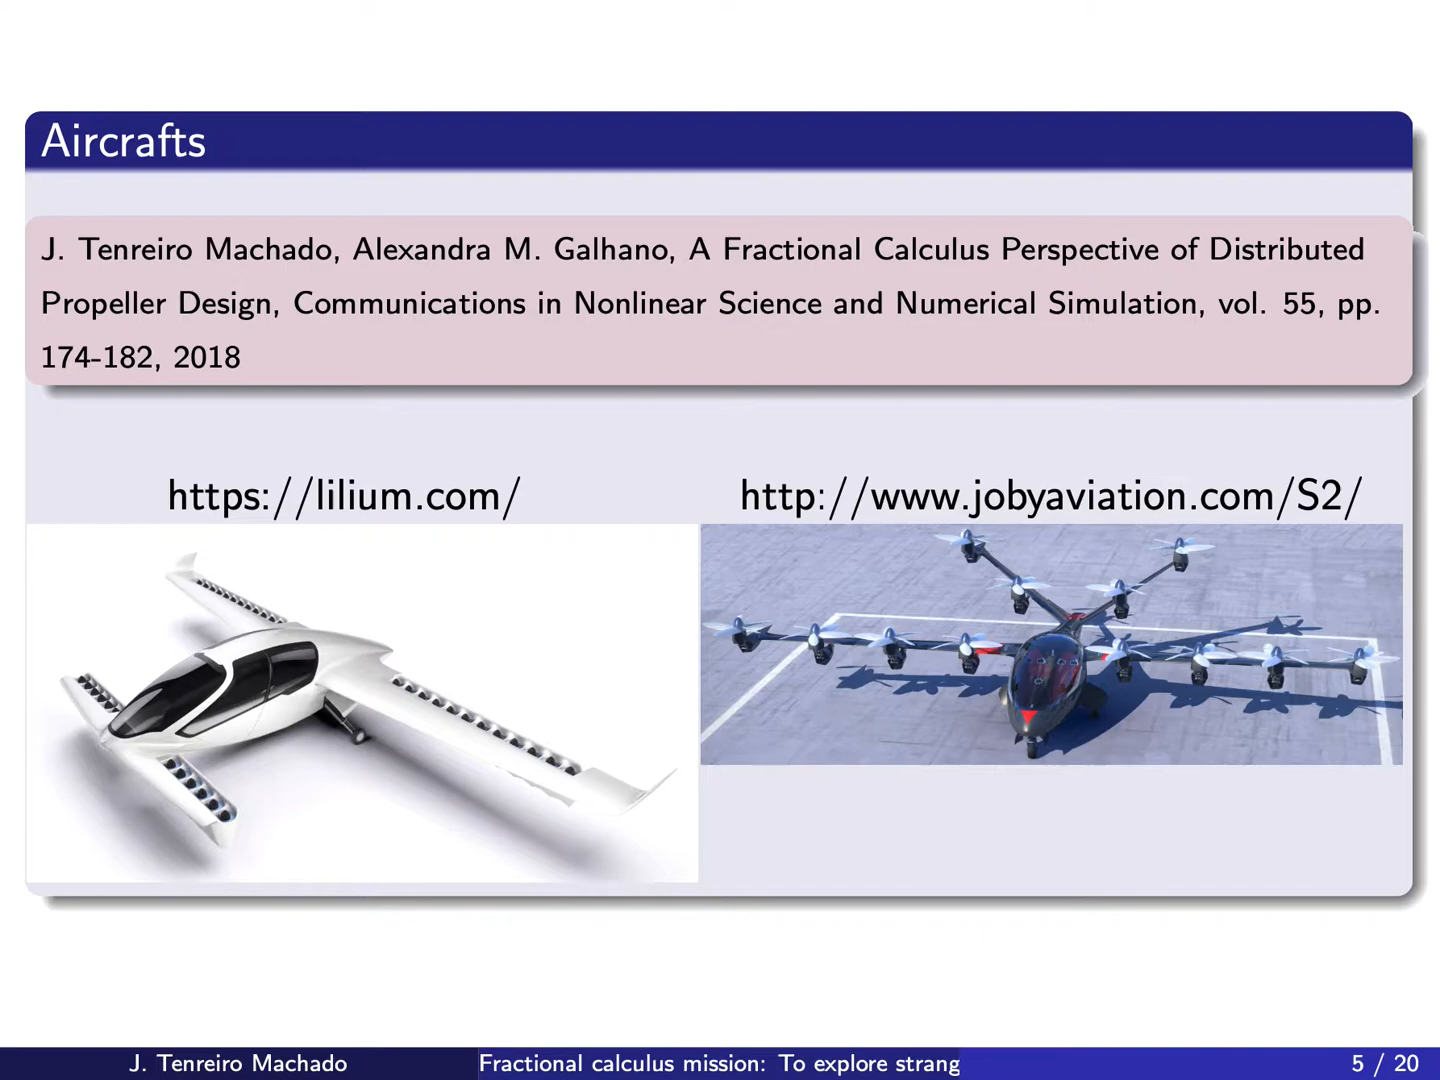 Aircrafts
J. Tenreiro Machado, Alexandra M. Galhano, A Fractional Calculus Perspective of Distributed
Propeller Design, Communications in Nonlinear Science and Numerical Simulation, vol. 55, pp.
174-182, 2018
https://lilium.com/
http://www.jobyaviation.com/S2/
J. Tenreiro Machado
Fractional calculus mission: To explore strang
5 / 20